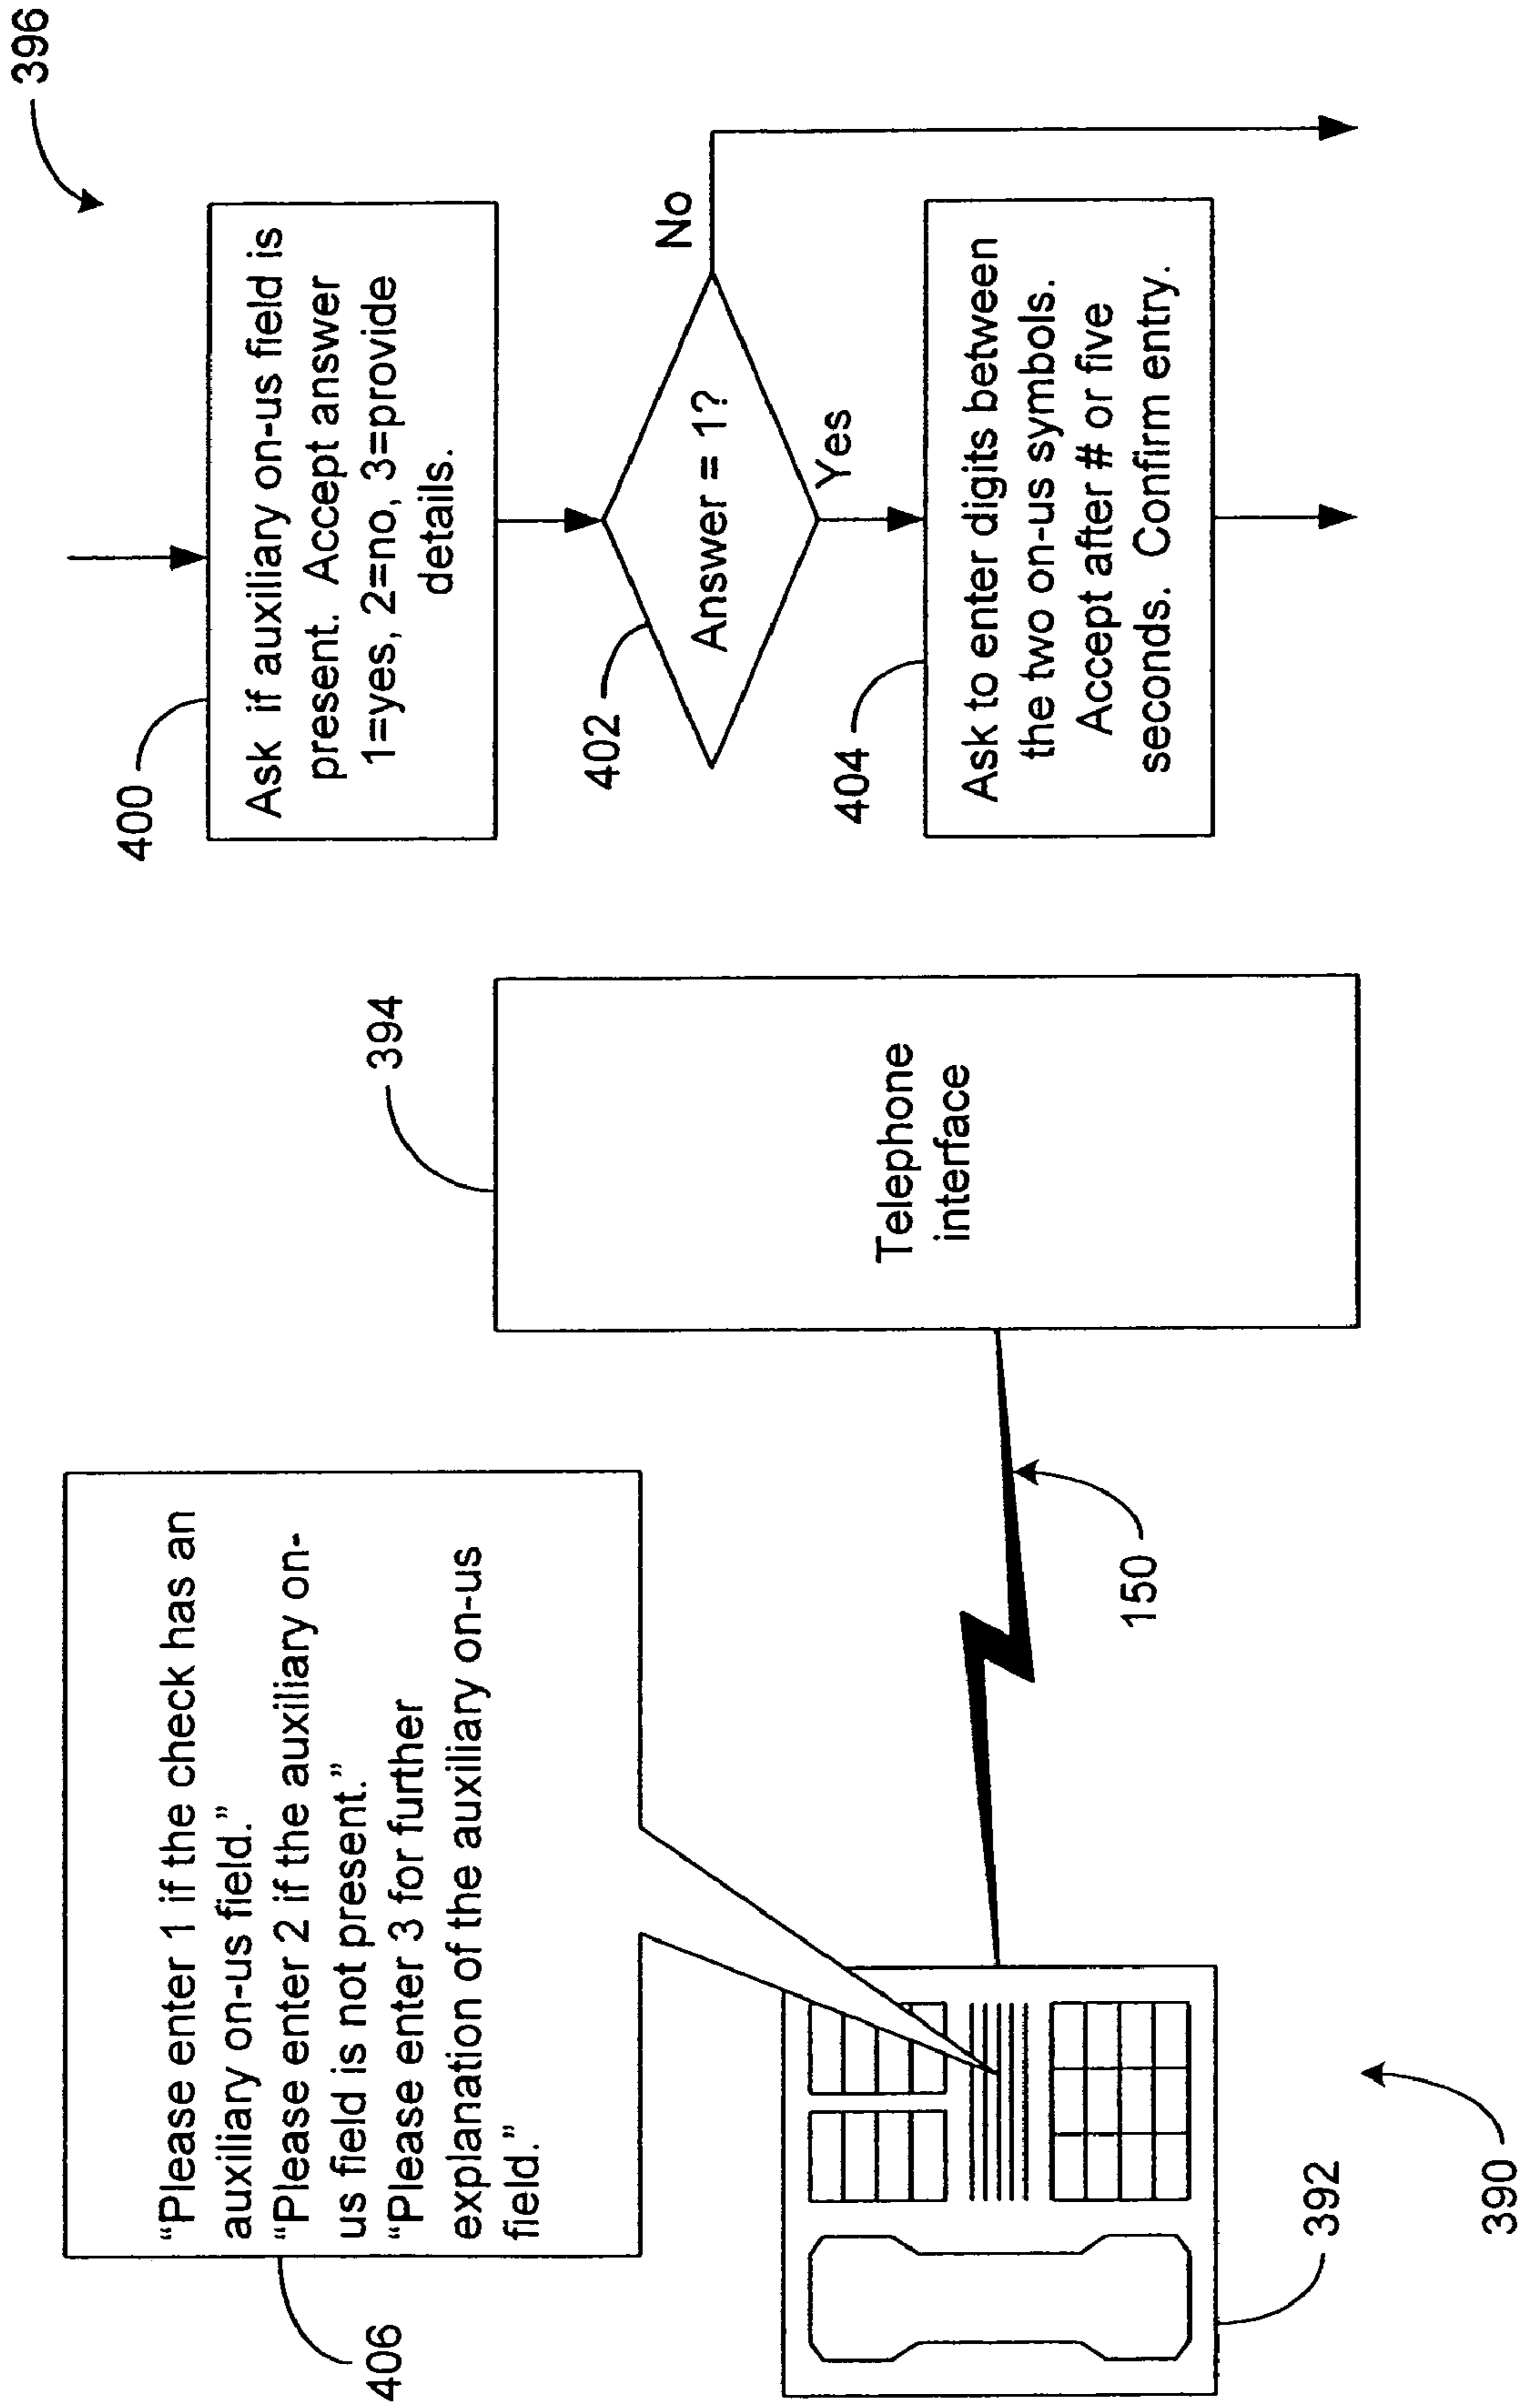 “Please enter 1 if the check has an
auxiliary on-us field.”
“Please enter 2 if the auxiliary on-
us field is not present.”
“Please enter 3 for further
explanation of the auxiliary on-us
field.”
406
392
390
150
Telephone
interface
394
396
400
Ask if auxiliary on-us field is
present. Accept answer
1=yes, 2=no, 3=provide
details.
402
Answer = 1?
No
Yes
404
Ask to enter digits between
the two on-us symbols.
Accept after # or five
seconds. Confirm entry.